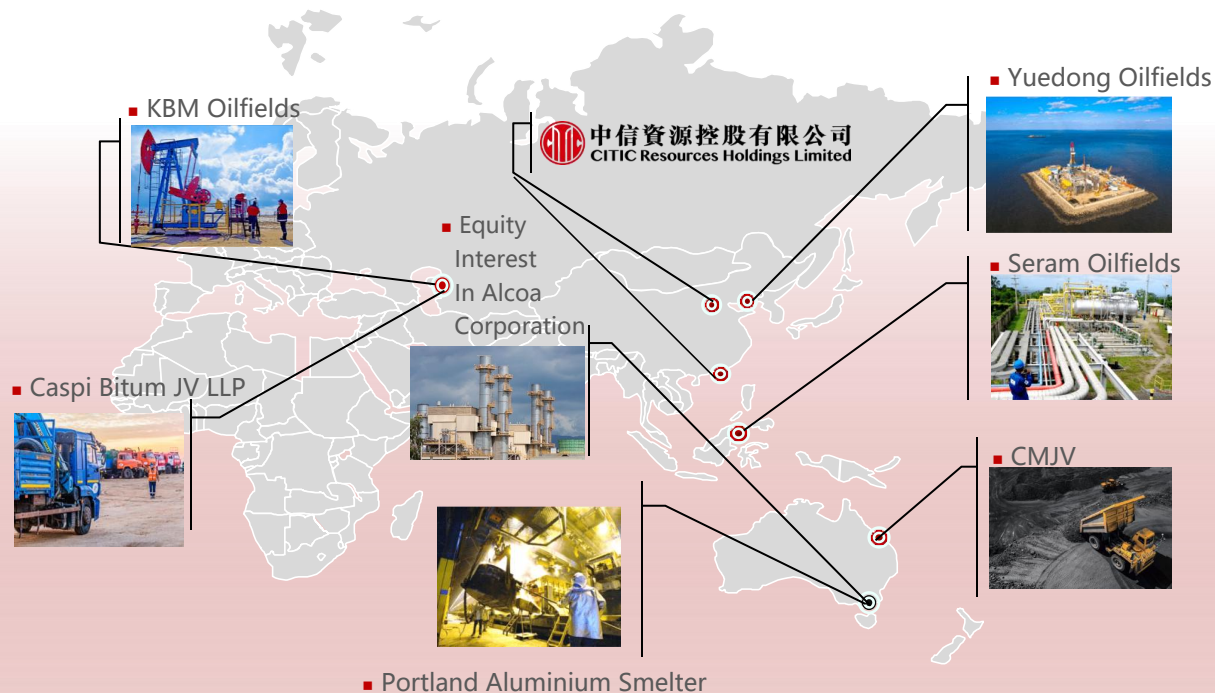 KBM Oilfields
中信資源控股有限公司
CITIC Resources Holdings Limited
Yuedong Oilfields
Equity
Interest
In Alcoa
Corporation
Seram Oilfields
Caspi Bitum JV LLP
CMJV
Portland Aluminium Smelter